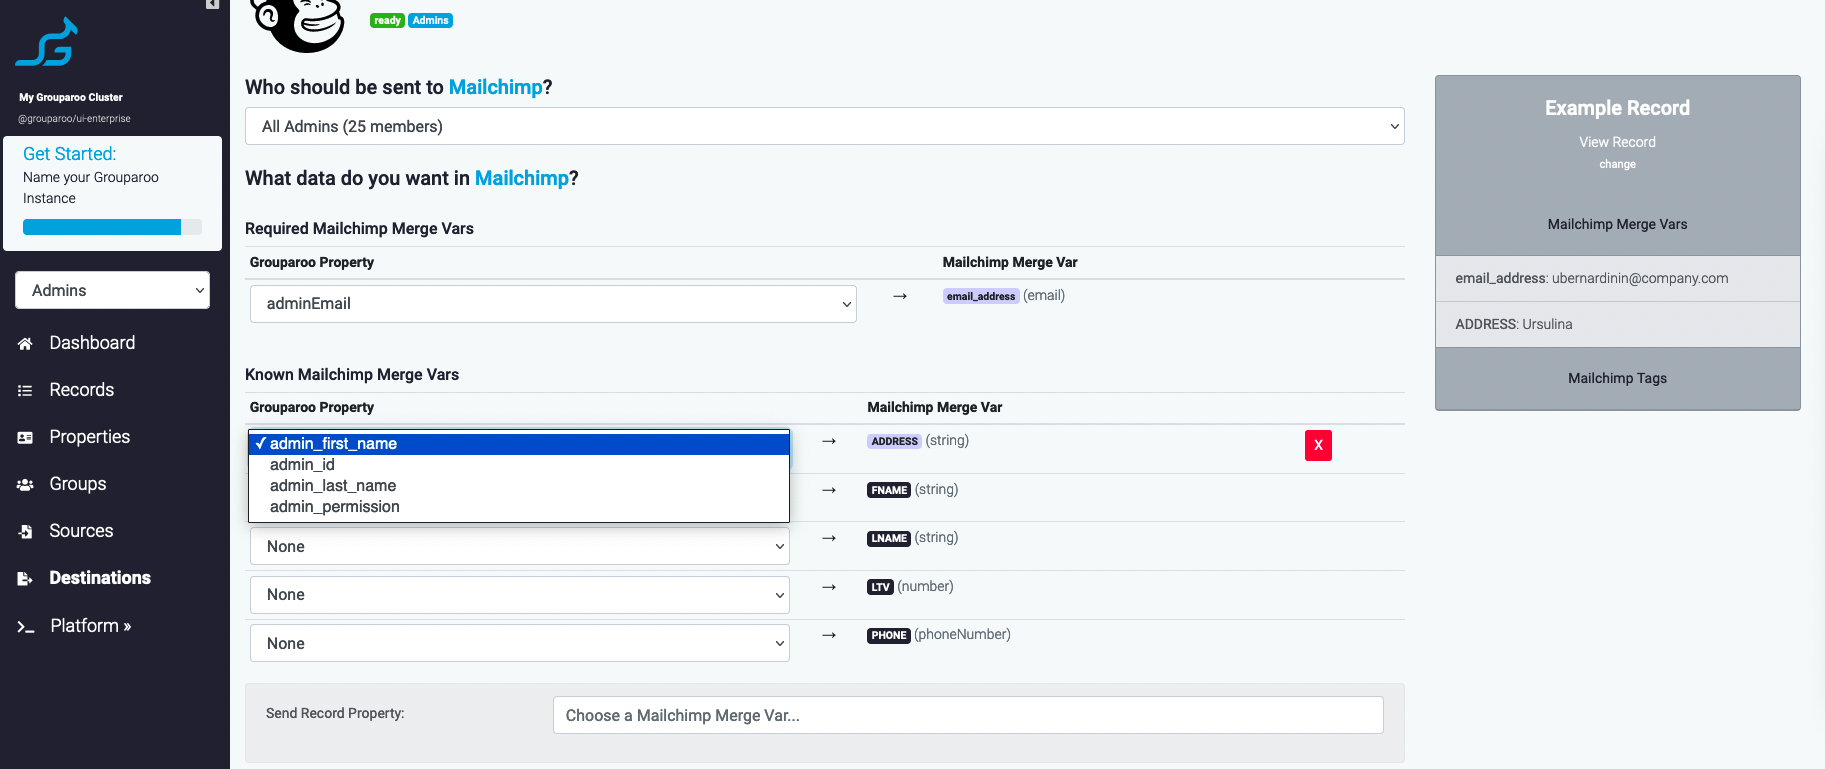 My Grouparoo Cluster
@grouparoo/ui-enterprise
Get Started:
Name your Grouparoo
Instance
Admins
Dashboard
Records
Properties
Groups
Sources
Destinations
Platform »
ready Admins
Who should be sent to Mailchimp?
All Admins (25 members)
What data do you want in Mailchimp?
Required Mailchimp Merge Vars
Grouparoo Property Mailchimp Merge Var
adminEmail → email_address (email)
Known Mailchimp Merge Vars
Grouparoo Property Mailchimp Merge Var
✓ admin_first_name → ADDRESS (string) X
admin_id
admin_last_name → FNAME (string)
admin_permission
None → LNAME (string)
None → LTV (number)
None → PHONE (phoneNumber)
Send Record Property: Choose a Mailchimp Merge Var...
Example Record
View Record
change
Mailchimp Merge Vars
email_address: ubernardinin@company.com
ADDRESS: Ursulina
Mailchimp Tags